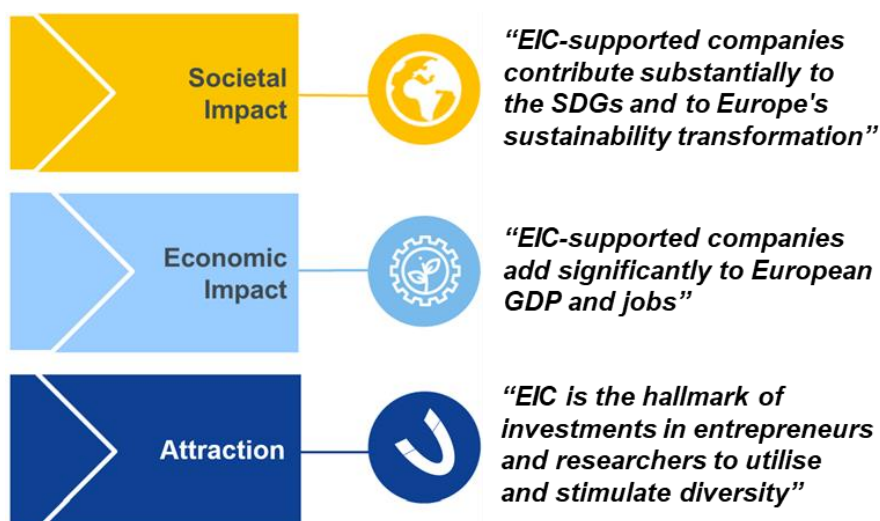 Societal
Impact
“EIC-supported companies
contribute substantially to
the SDGs and to Europe's
sustainability transformation”
Economic
Impact
“EIC-supported companies
add significantly to European
GDP and jobs”
Attraction
“EIC is the hallmark of
investments in entrepreneurs
and researchers to utilise
and stimulate diversity”